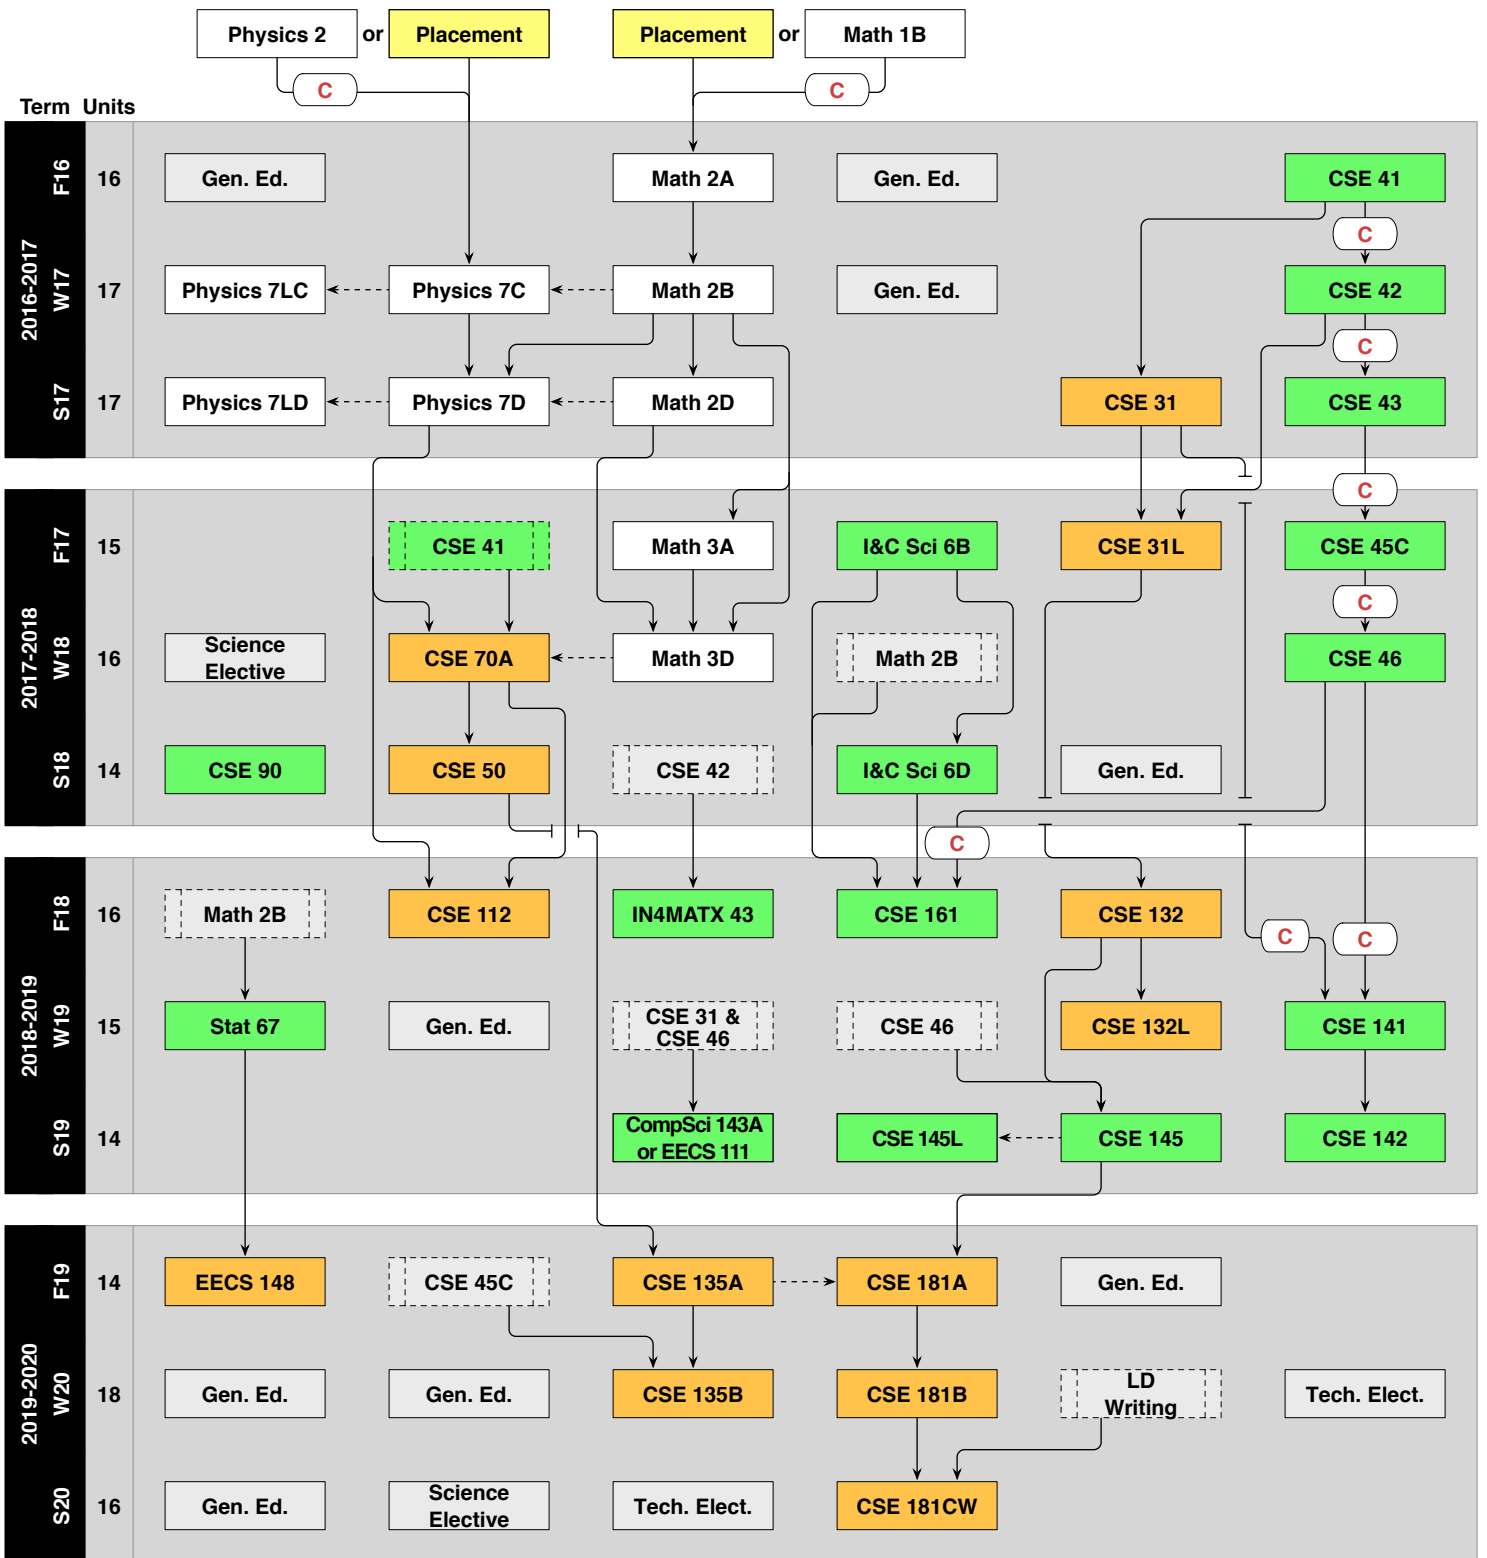 Physics 2 or Placement Placement or Math 1B
C C
Term Units
2016-2017
F16 16 Gen. Ed. Math 2A Gen. Ed. CSE 41
C
W17 17 Physics 7LC Physics 7C Math 2B Gen. Ed. CSE 42
C
S17 17 Physics 7LD Physics 7D Math 2D CSE 31 CSE 43
C
2017-2018
F17 15 CSE 41 Math 3A I&C Sci 6B CSE 31L CSE 45C
C
W18 16 Science
Elective CSE 70A Math 3D Math 2B CSE 46
S18 14 CSE 90 CSE 50 CSE 42 I&C Sci 6D Gen. Ed.
C
2018-2019
F18 16 Math 2B CSE 112 IN4MATX 43 CSE 161 CSE 132
C C
W19 15 Stat 67 Gen. Ed. CSE 31 &
CSE 46 CSE 46 CSE 132L CSE 141
S19 14 CompSci 143A
or EECS 111 CSE 145L CSE 145 CSE 142
2019-2020
F19 14 EECS 148 CSE 45C CSE 135A CSE 181A Gen. Ed.
W20 18 Gen. Ed. Gen. Ed. CSE 135B CSE 181B LD
Writing Tech. Elect.
S20 16 Gen. Ed. Science
Elective Tech. Elect. CSE 181CW